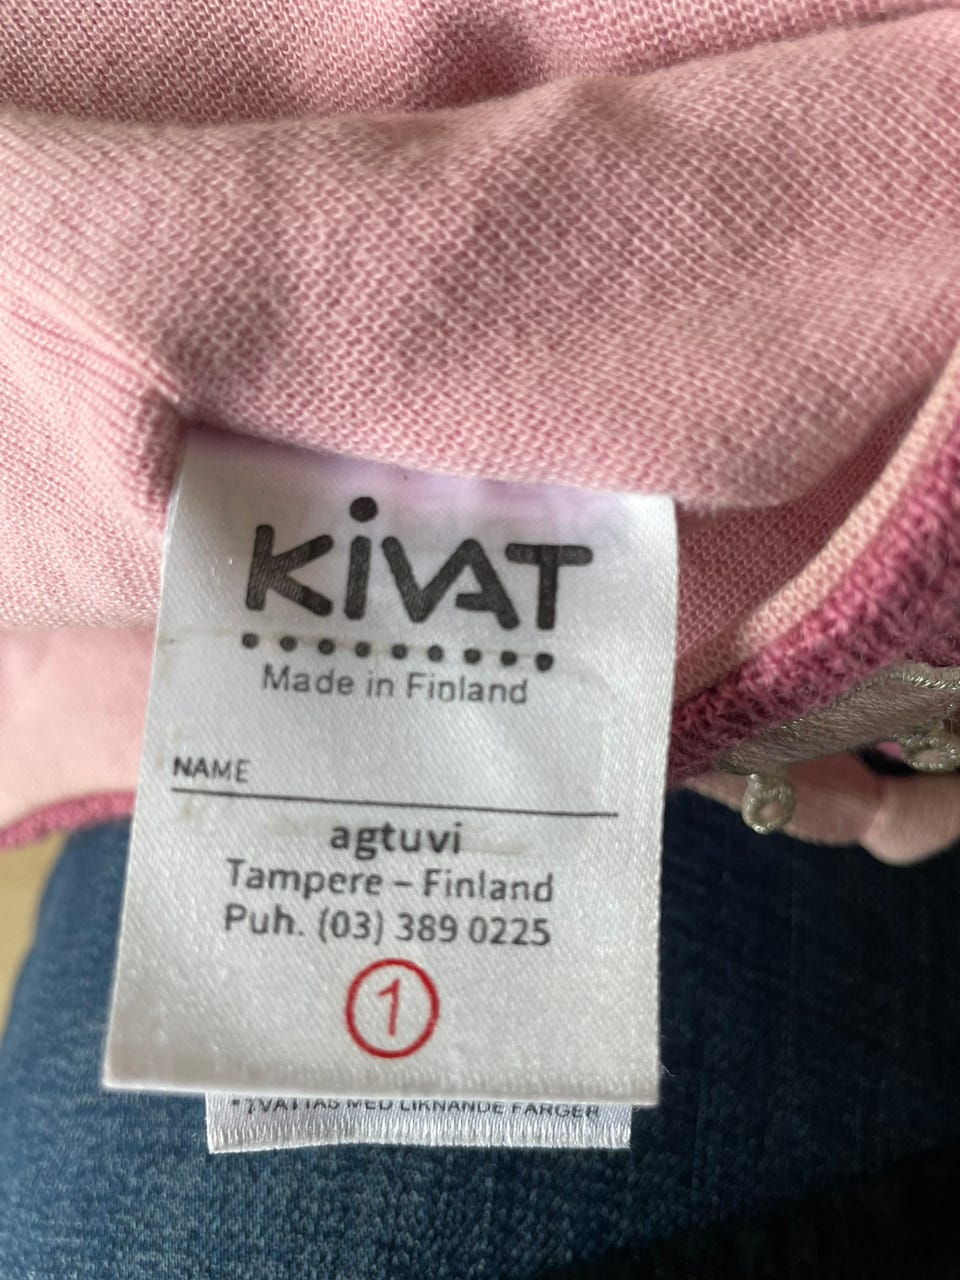 KiVAT
Made in Finland
NAME
agtuvi
Tampere – Finland
Puh. (03) 389 0225
1
• TVÄTTAS MED LIKNANDE FÄRGER